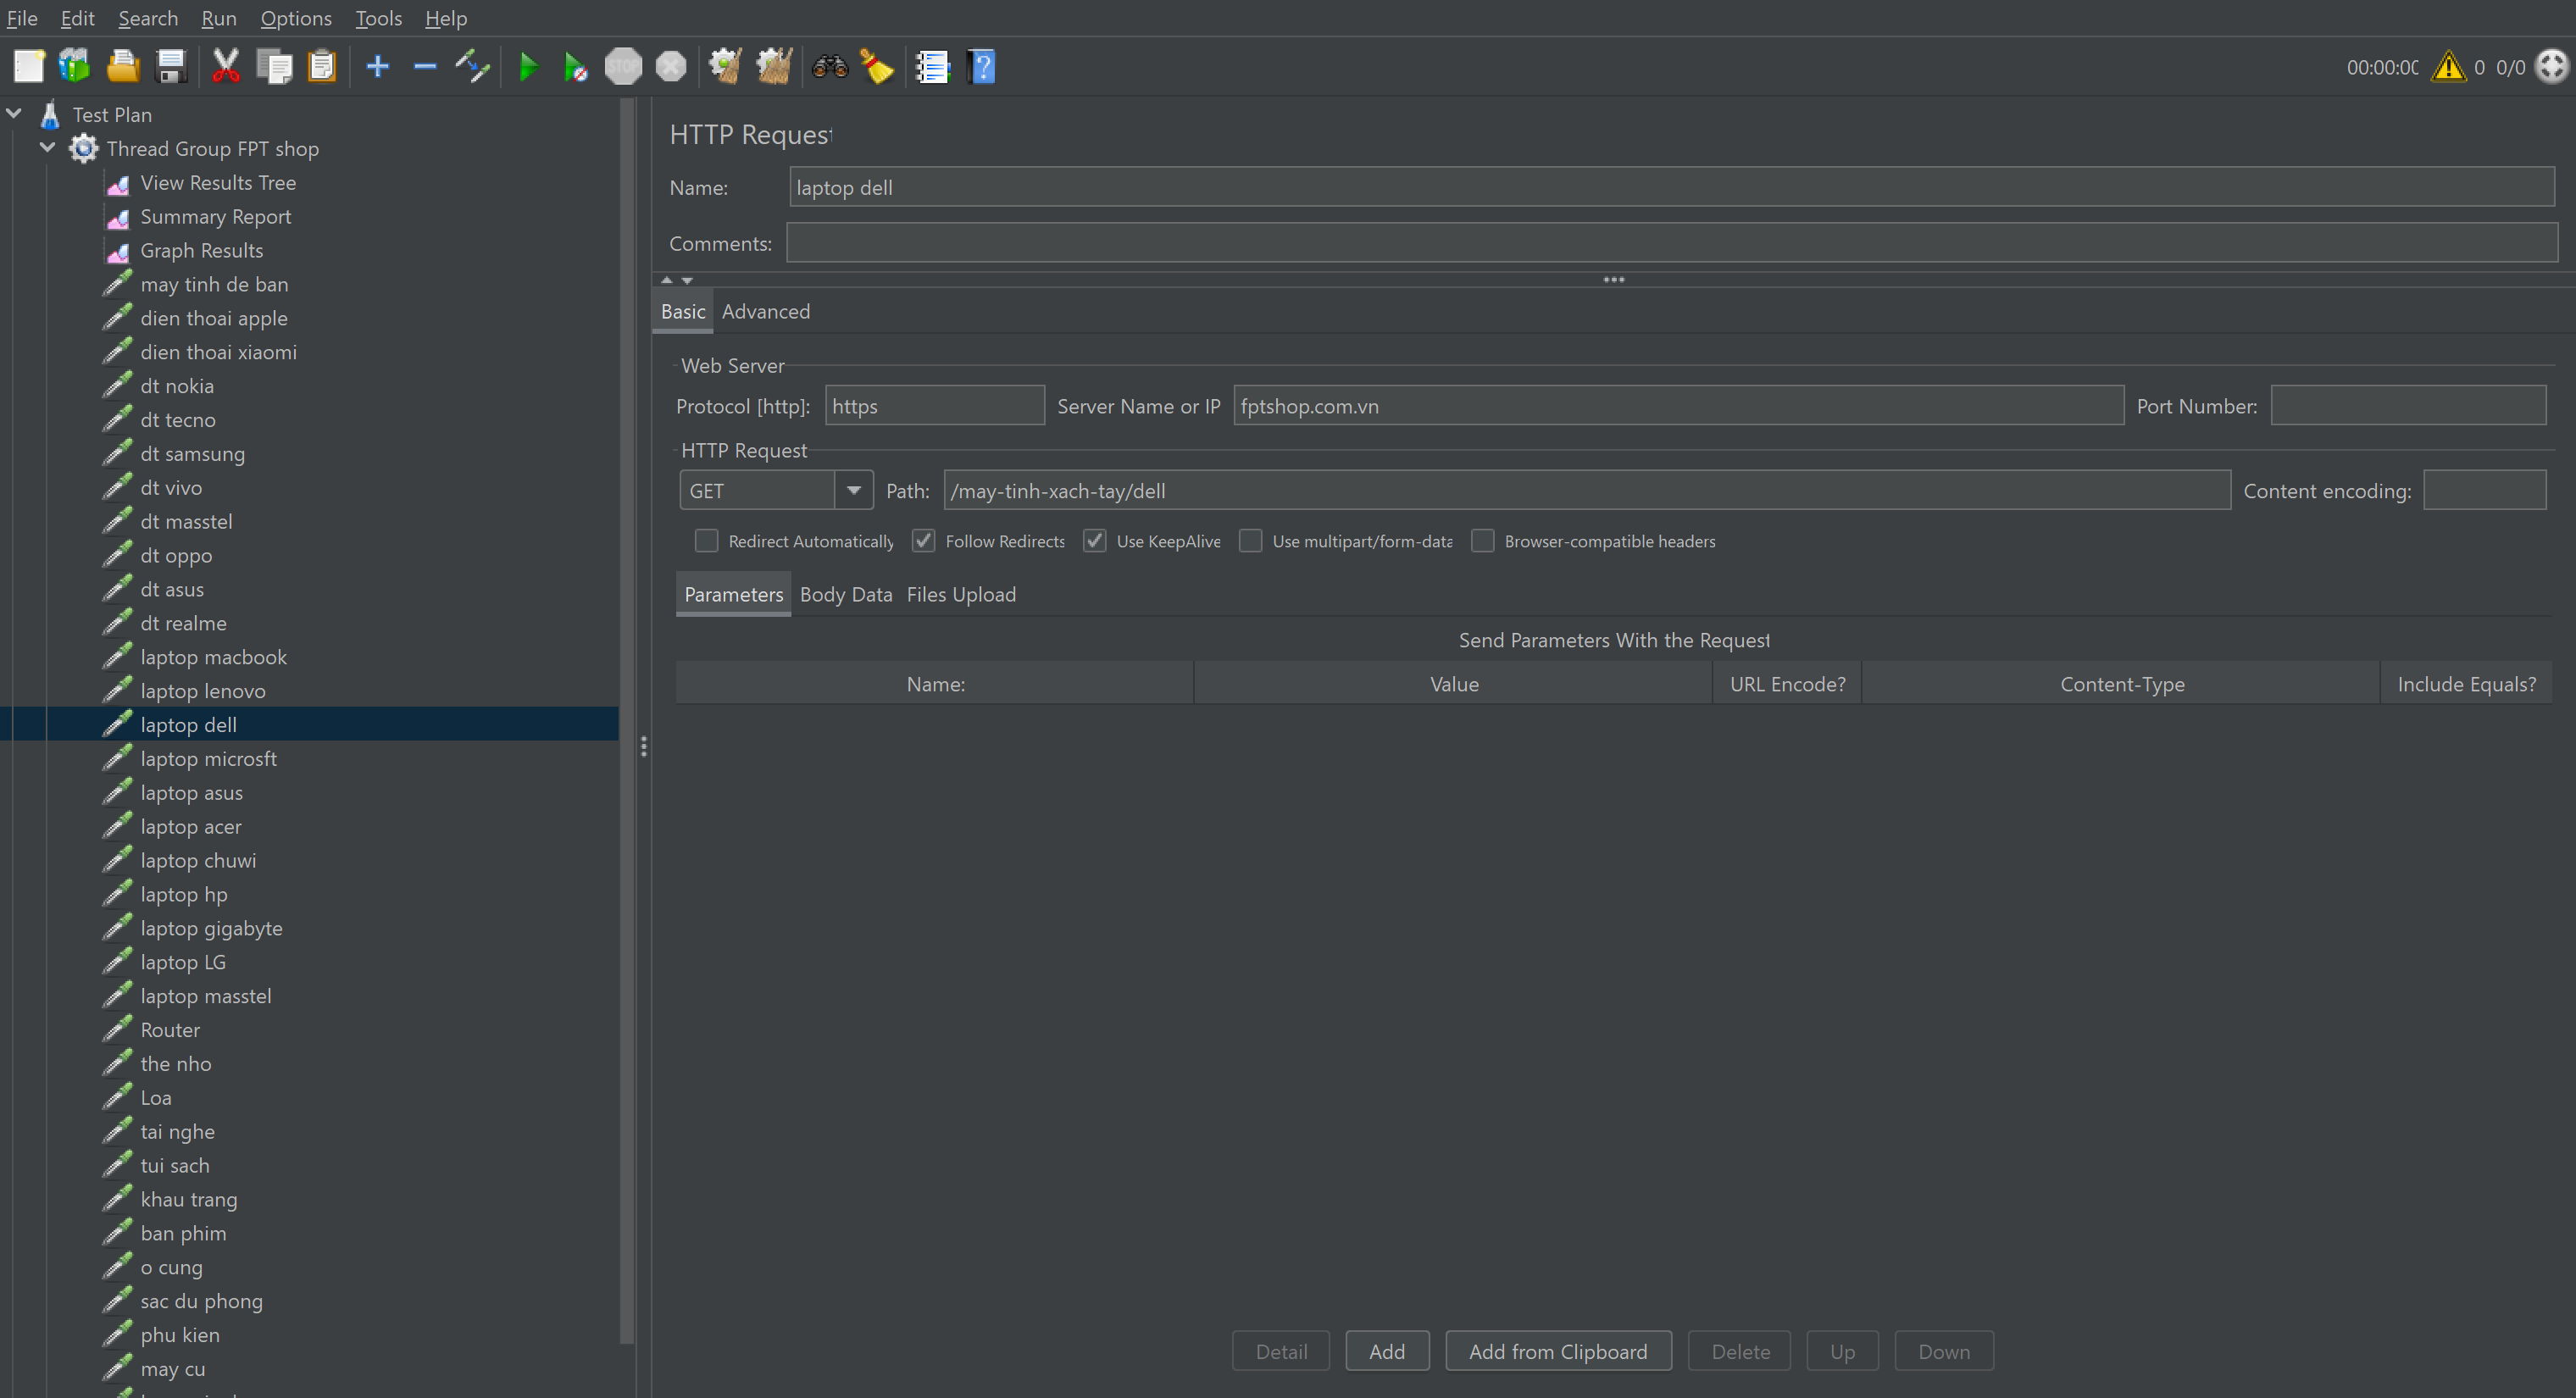 File Edit Search Run Options Tools Help
STOP
00:00:00 0 0/0
Test Plan
Thread Group FPT shop
View Results Tree
Summary Report
Graph Results
may tinh de ban
dien thoai apple
dien thoai xiaomi
dt nokia
dt tecno
dt samsung
dt vivo
dt masstel
dt oppo
dt asus
dt realme
laptop macbook
laptop lenovo
laptop dell
laptop microsft
laptop asus
laptop acer
laptop chuwi
laptop hp
laptop gigabyte
laptop LG
laptop masstel
Router
the nho
Loa
tai nghe
tui sach
khau trang
ban phim
o cung
sac du phong
phu kien
may cu
HTTP Request
Name: laptop dell
Comments:
Basic Advanced
Web Server
Protocol [http]: https Server Name or IP fptshop.com.vn Port Number:
HTTP Request
GET Path: /may-tinh-xach-tay/dell Content encoding:
Redirect Automatically Follow Redirects Use KeepAlive Use multipart/form-data Browser-compatible headers
Parameters Body Data Files Upload
Send Parameters With the Request
Name: Value URL Encode? Content-Type Include Equals?
Detail Add Add from Clipboard Delete Up Down